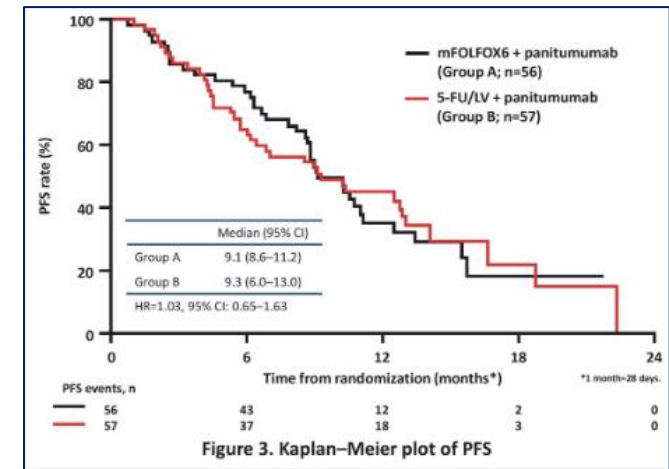 100
80
60
40
20
0
PFS rate (%)
mFOLFOX6 + panitumumab
(Group A; n=56)
5-FU/LV + panitumumab
(Group B; n=57)
Median (95% CI)
Group A 9.1 (8.6–11.2)
Group B 9.3 (6.0–13.0)
HR=1.03, 95% CI: 0.65–1.63
0 6 12 18 24
Time from randomization (months*)
*1 month=28 days.
PFS events, n
56 43 12 2 0
57 37 18 3 0
Figure 3. Kaplan–Meier plot of PFS